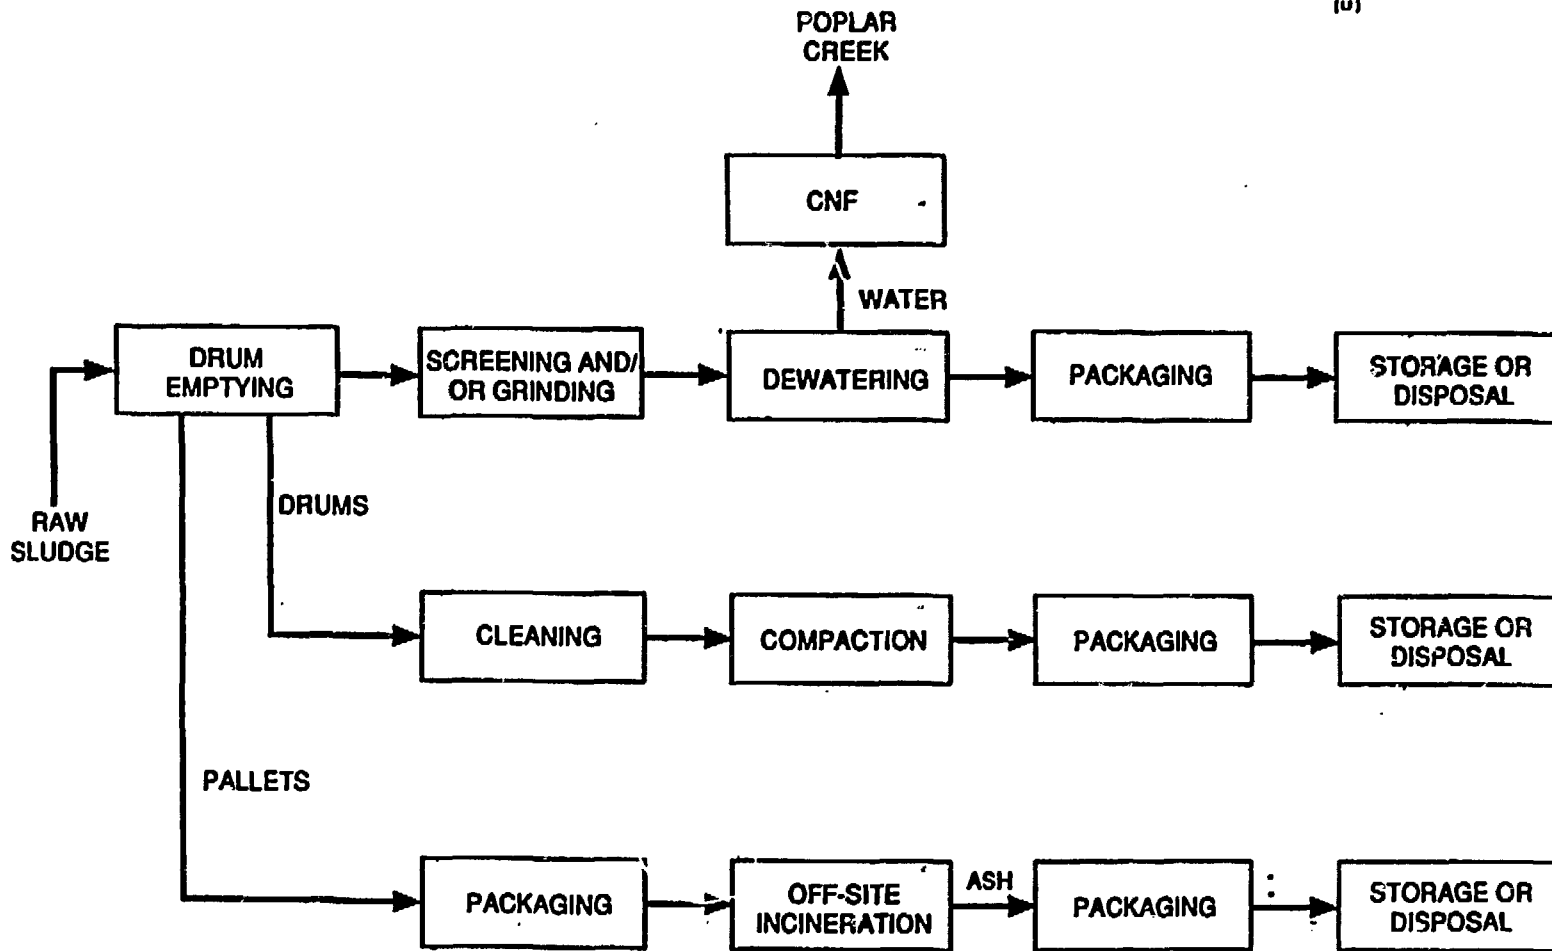 (U)
POPLAR
CREEK
CNF
WATER
DRUM
EMPTYING
SCREENING AND/
OR GRINDING
DEWATERING
PACKAGING
STORAGE OR
DISPOSAL
RAW
SLUDGE
DRUMS
CLEANING
COMPACTION
PACKAGING
STORAGE OR
DISPOSAL
PALLETS
PACKAGING
OFF-SITE
INCINERATION
ASH
PACKAGING
STORAGE OR
DISPOSAL